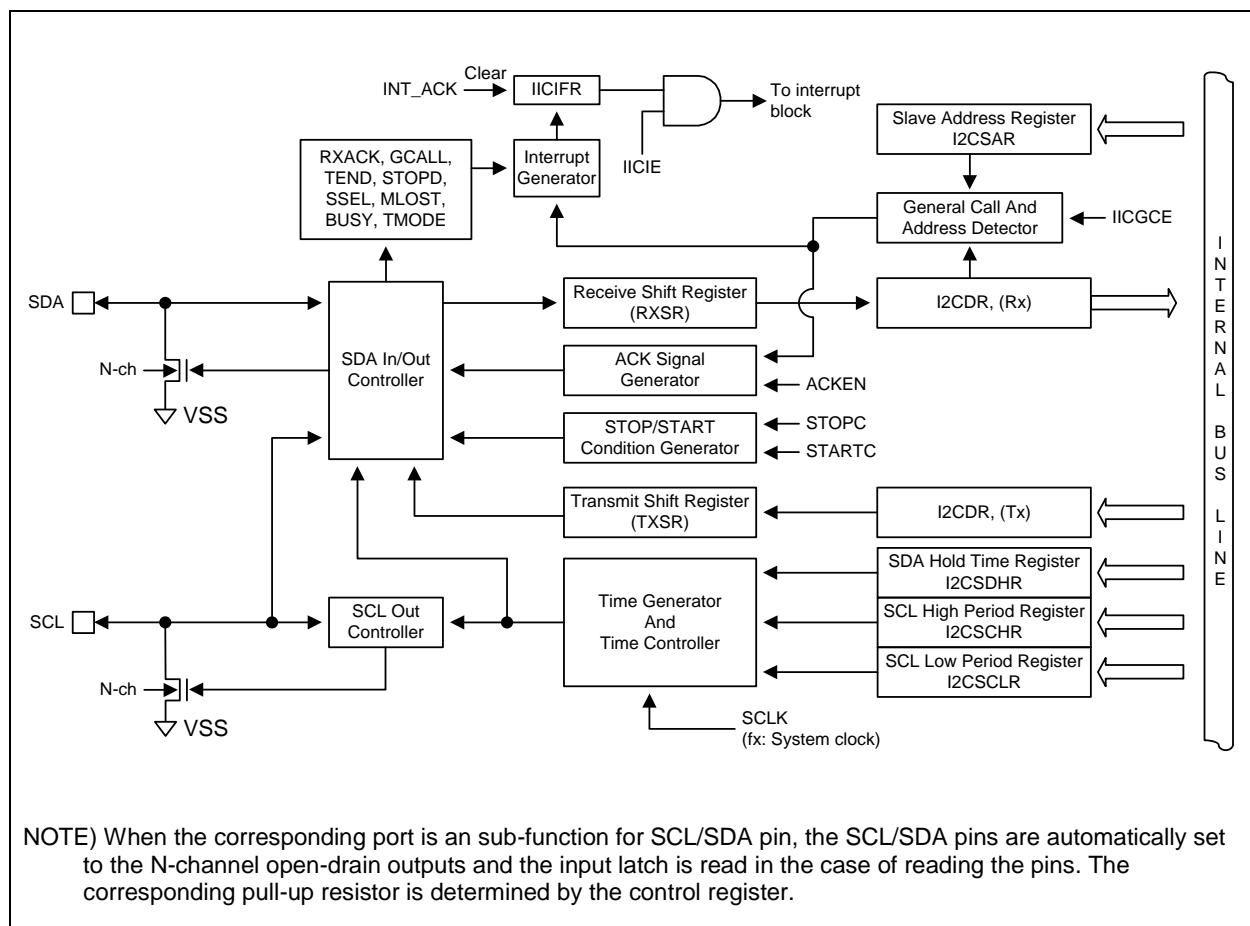 Clear
INT_ACK
IICIFR
To interrupt
block
IICIE
Interrupt
Generator
RXACK, GCALL,
TEND, STOPD,
SSEL, MLOST,
BUSY, TMODE
Slave Address Register
I2CSAR
General Call And
Address Detector
IICGCE
SDA
N-ch
VSS
SDA In/Out
Controller
Receive Shift Register
(RXSR)
I2CDR, (Rx)
ACK Signal
Generator
ACKEN
STOP/START
Condition Generator
STOPC
STARTC
Transmit Shift Register
(TXSR)
I2CDR, (Tx)
SCL
N-ch
VSS
SCL Out
Controller
Time Generator
And
Time Controller
SDA Hold Time Register
I2CSDHR
SCL High Period Register
I2CSCHR
SCL Low Period Register
I2CSCLR
SCLK
(fx: System clock)
INTERNAL BUS LINE
NOTE) When the corresponding port is an sub-function for SCL/SDA pin, the SCL/SDA pins are automatically set
to the N-channel open-drain outputs and the input latch is read in the case of reading the pins. The
corresponding pull-up resistor is determined by the control register.